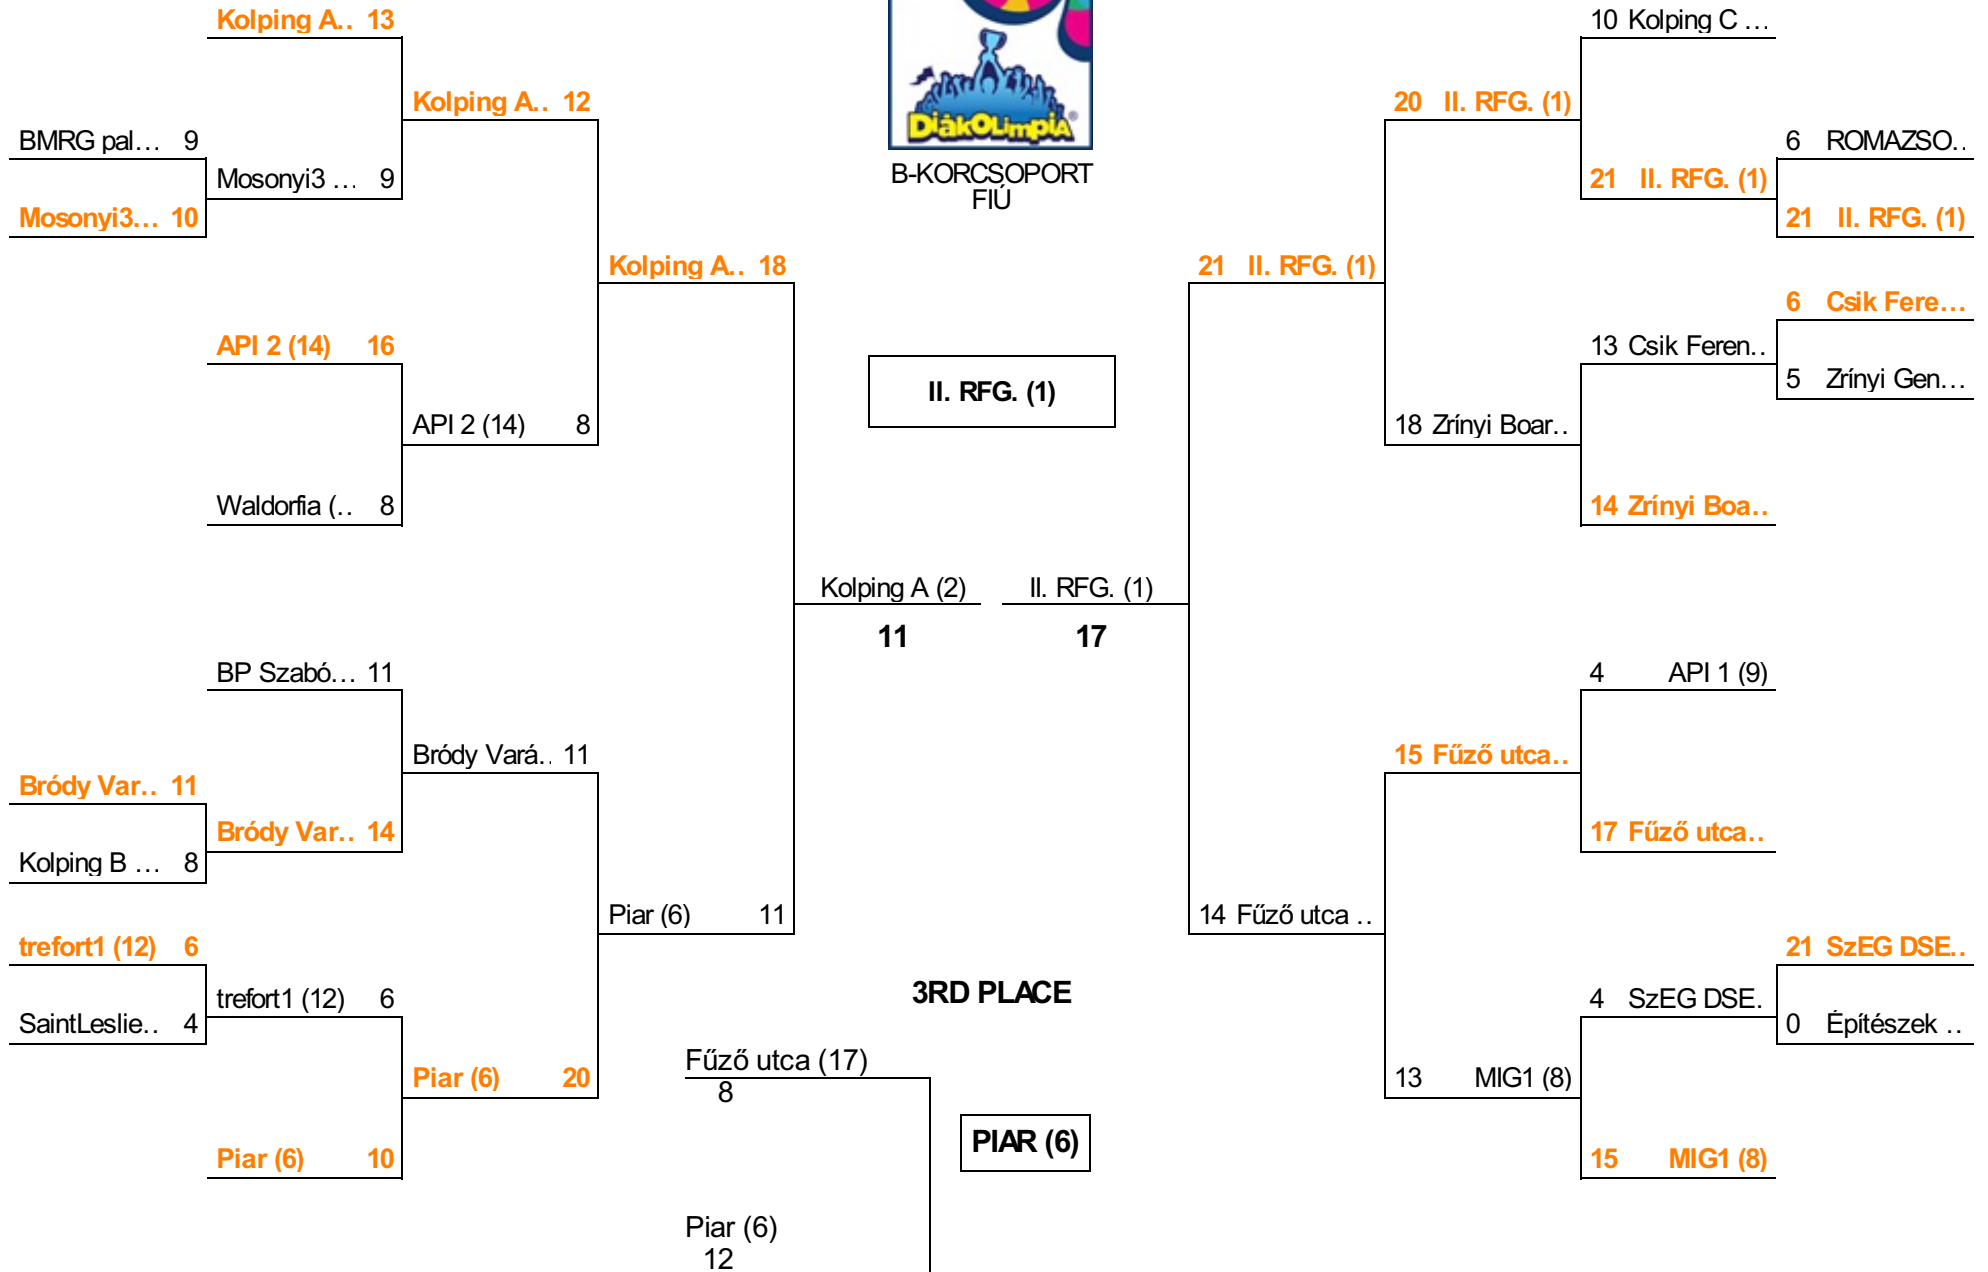 Kolping A.. 13
10 Kolping C ...
DiákOlimpiA®
Kolping A.. 12
20 II. RFG. (1)
BMRG pal... 9
6 ROMAZSO..
B-KORCSOPORT
FIÚ
Mosonyi3 ... 9
21 II. RFG. (1)
Mosonyi3... 10
21 II. RFG. (1)
Kolping A.. 18
21 II. RFG. (1)
6 Csik Fere...
API 2 (14) 16
13 Csik Feren..
II. RFG. (1)
5 Zrínyi Gen...
API 2 (14) 8
18 Zrínyi Boar..
Waldorfia (.. 8
14 Zrínyi Boa..
Kolping A (2)
II. RFG. (1)
11
17
BP Szabó... 11
4 API 1 (9)
Bródy Vará.. 11
15 Fűző utca..
Bródy Var.. 11
Bródy Var.. 14
17 Fűző utca..
Kolping B ... 8
Piar (6) 11
14 Fűző utca ..
trefort1 (12) 6
21 SzEG DSE..
3RD PLACE
trefort1 (12) 6
4 SzEG DSE.
SaintLeslie.. 4
0 Építészek ..
Fűző utca (17)
8
Piar (6) 20
13 MIG1 (8)
PIAR (6)
Piar (6) 10
15 MIG1 (8)
Piar (6)
12